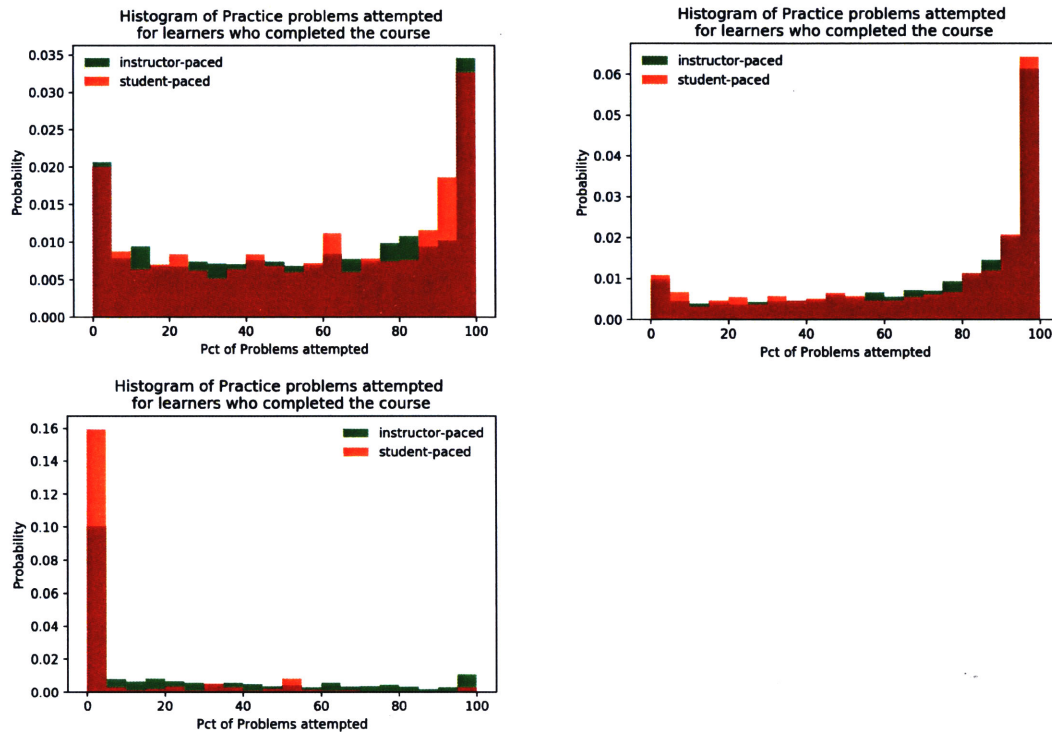 Histogram of Practice problems attempted
for learners who completed the course
instructor-paced
student-paced
0.035
0.030
0.025
0.020
0.015
0.010
0.005
0.000
Probability
0 20 40 60 80 100
Pct of Problems attempted
Histogram of Practice problems attempted
for learners who completed the course
instructor-paced
student-paced
0.06
0.05
0.04
0.03
0.02
0.01
0.00
Probability
0 20 40 60 80 100
Pct of Problems attempted
Histogram of Practice problems attempted
for learners who completed the course
instructor-paced
student-paced
0.16
0.14
0.12
0.10
0.08
0.06
0.04
0.02
0.00
Probability
0 20 40 60 80 100
Pct of Problems attempted